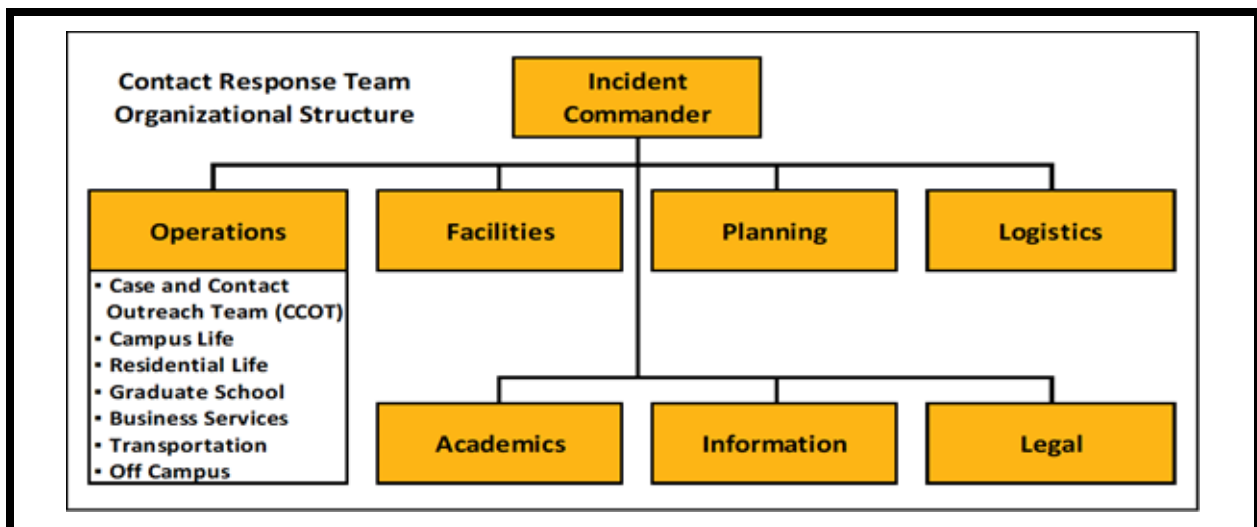 Contact Response Team
Organizational Structure
Incident
Commander
Operations
Facilities
Planning
Logistics
• Case and Contact
Outreach Team (CCOT)
• Campus Life
• Residential Life
• Graduate School
• Business Services
• Transportation
• Off Campus
Academics
Information
Legal